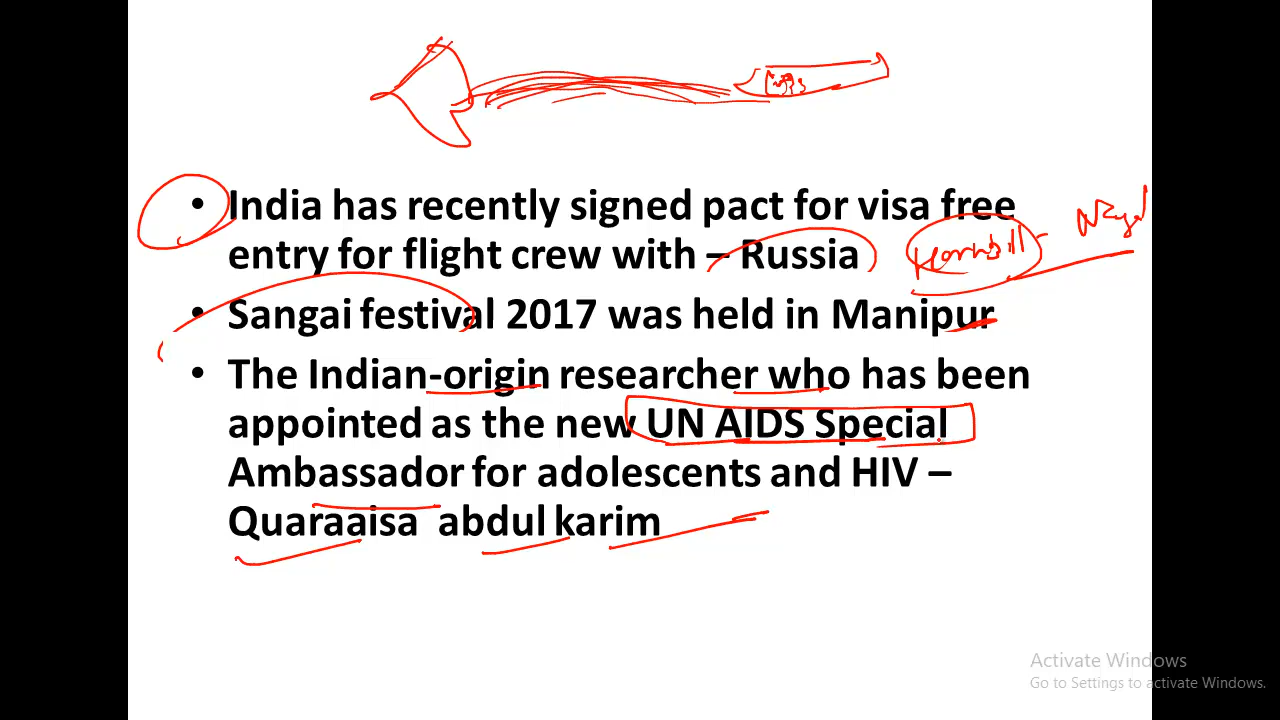 • India has recently signed pact for visa free
entry for flight crew with – Russia
Hornbill -
• Sangai festival 2017 was held in Manipur
• The Indian-origin researcher who has been
appointed as the new UN AIDS Special
Ambassador for adolescents and HIV –
Quaraaisa abdul karim
Activate Windows
Go to Settings to activate Windows.